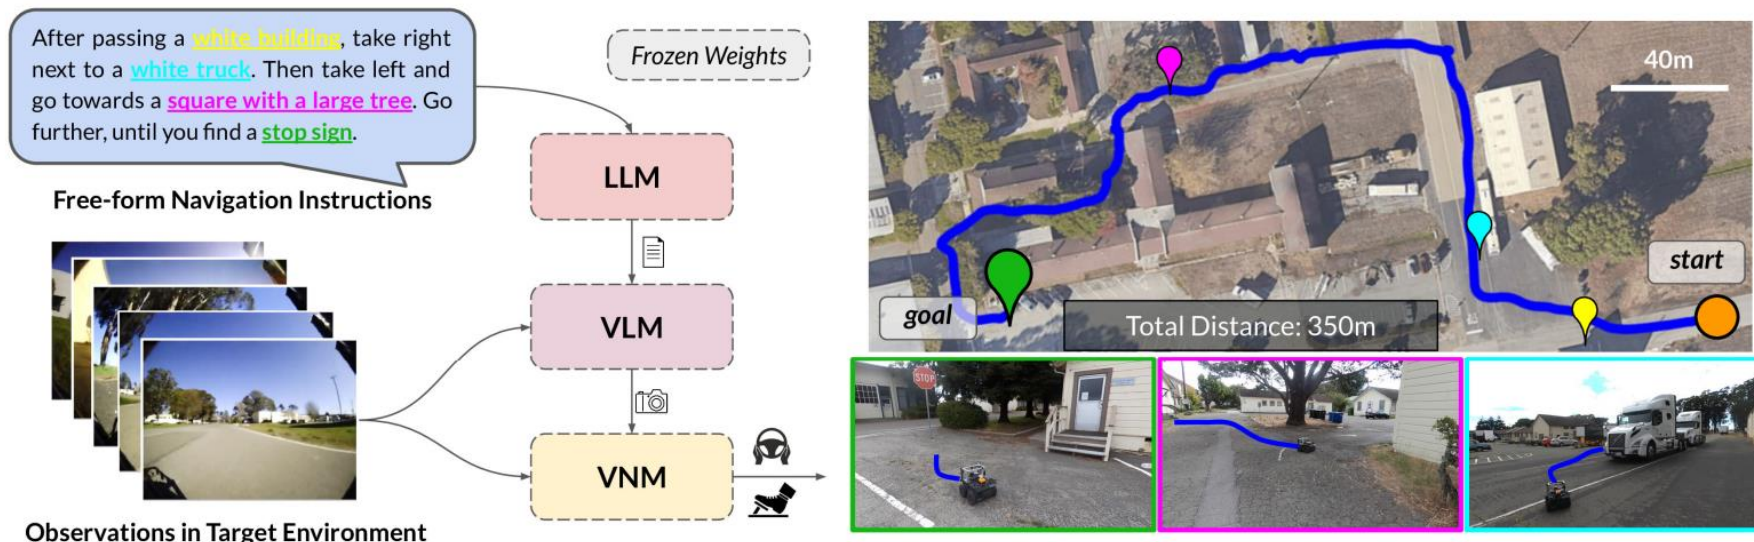 After passing a white building, take right
next to a white truck. Then take left and
go towards a square with a large tree. Go
further, until you find a stop sign.
Free-form Navigation Instructions
Observations in Target Environment
Frozen Weights
LLM
VLM
VNM
40m
start
goal
Total Distance: 350m
STOP